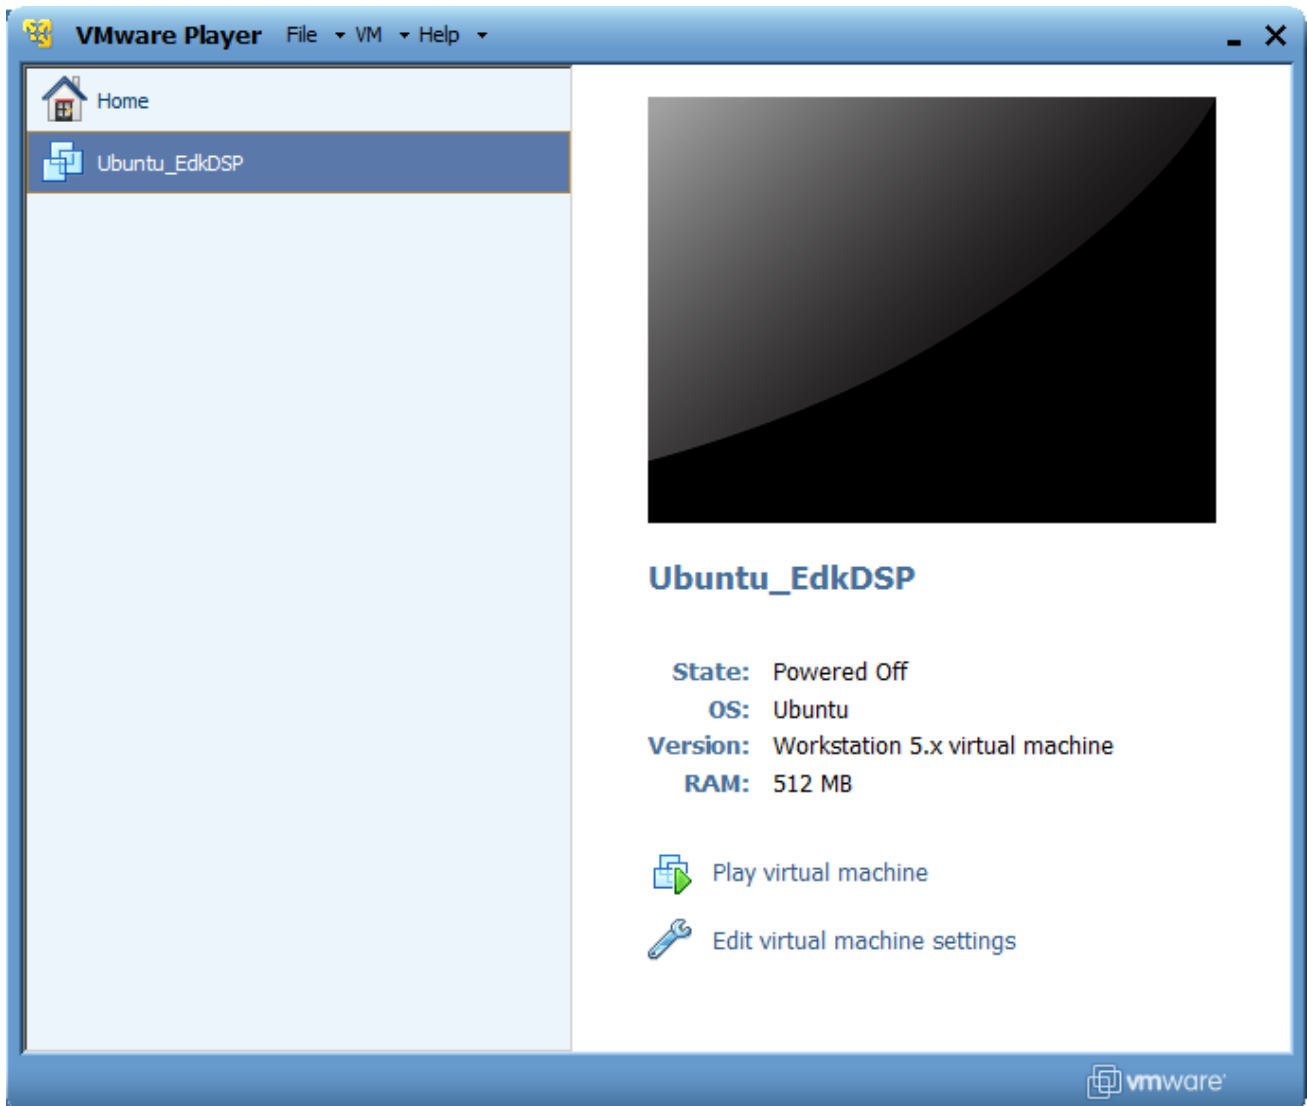 VMware Player File VM Help
Home
Ubuntu_EdkDSP
Ubuntu_EdkDSP
State: Powered Off
OS: Ubuntu
Version: Workstation 5.x virtual machine
RAM: 512 MB
Play virtual machine
Edit virtual machine settings
vmware